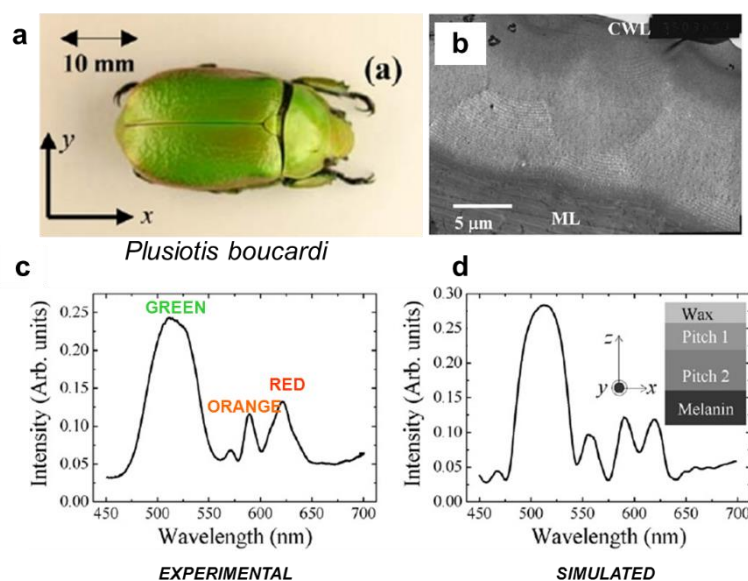 a
10 mm
(a)
y
x
Plusiotis boucardi
b
CWL
5 μm
ML
c
GREEN
ORANGE
RED
Intensity (Arb. units)
0.25
0.20
0.15
0.10
0.05
0.00
450 500 550 600 650 700
Wavelength (nm)
EXPERIMENTAL
d
Intensity (Arb. units)
0.30
0.25
0.20
0.15
0.10
0.05
0.00
z
y
x
Wax
Pitch 1
Pitch 2
Melanin
450 500 550 600 650 700
Wavelength (nm)
SIMULATED